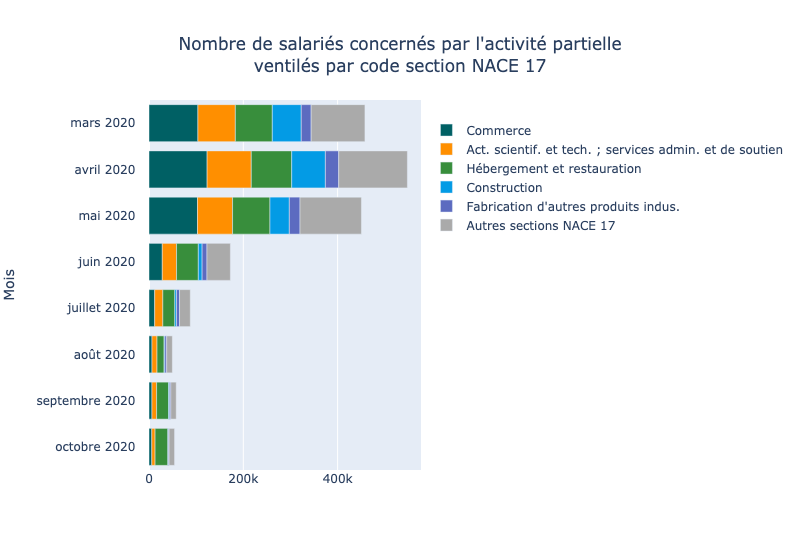 Nombre de salariés concernés par l'activité partielle
ventilés par code section NACE 17
mars 2020
avril 2020
mai 2020
juin 2020
juillet 2020
août 2020
septembre 2020
octobre 2020
Mois
0
200k
400k
Commerce
Act. scientif. et tech. ; services admin. et de soutien
Hébergement et restauration
Construction
Fabrication d'autres produits indus.
Autres sections NACE 17